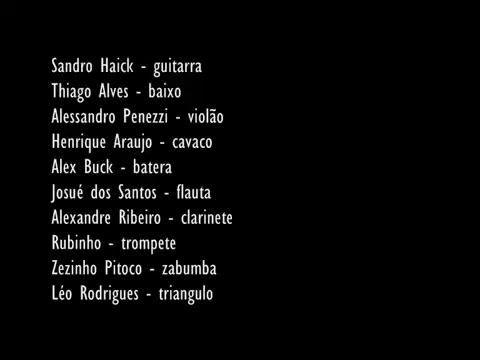 Sandro Haick - guitarra
Thiago Alves - baixo
Alessandro Penezzi - violão
Henrique Araujo - cavaco
Alex Buck - batera
Josué dos Santos - flauta
Alexandre Ribeiro - clarinete
Rubinho - trompete
Zezinho Pitoco - zabumba
Léo Rodrigues - triangulo